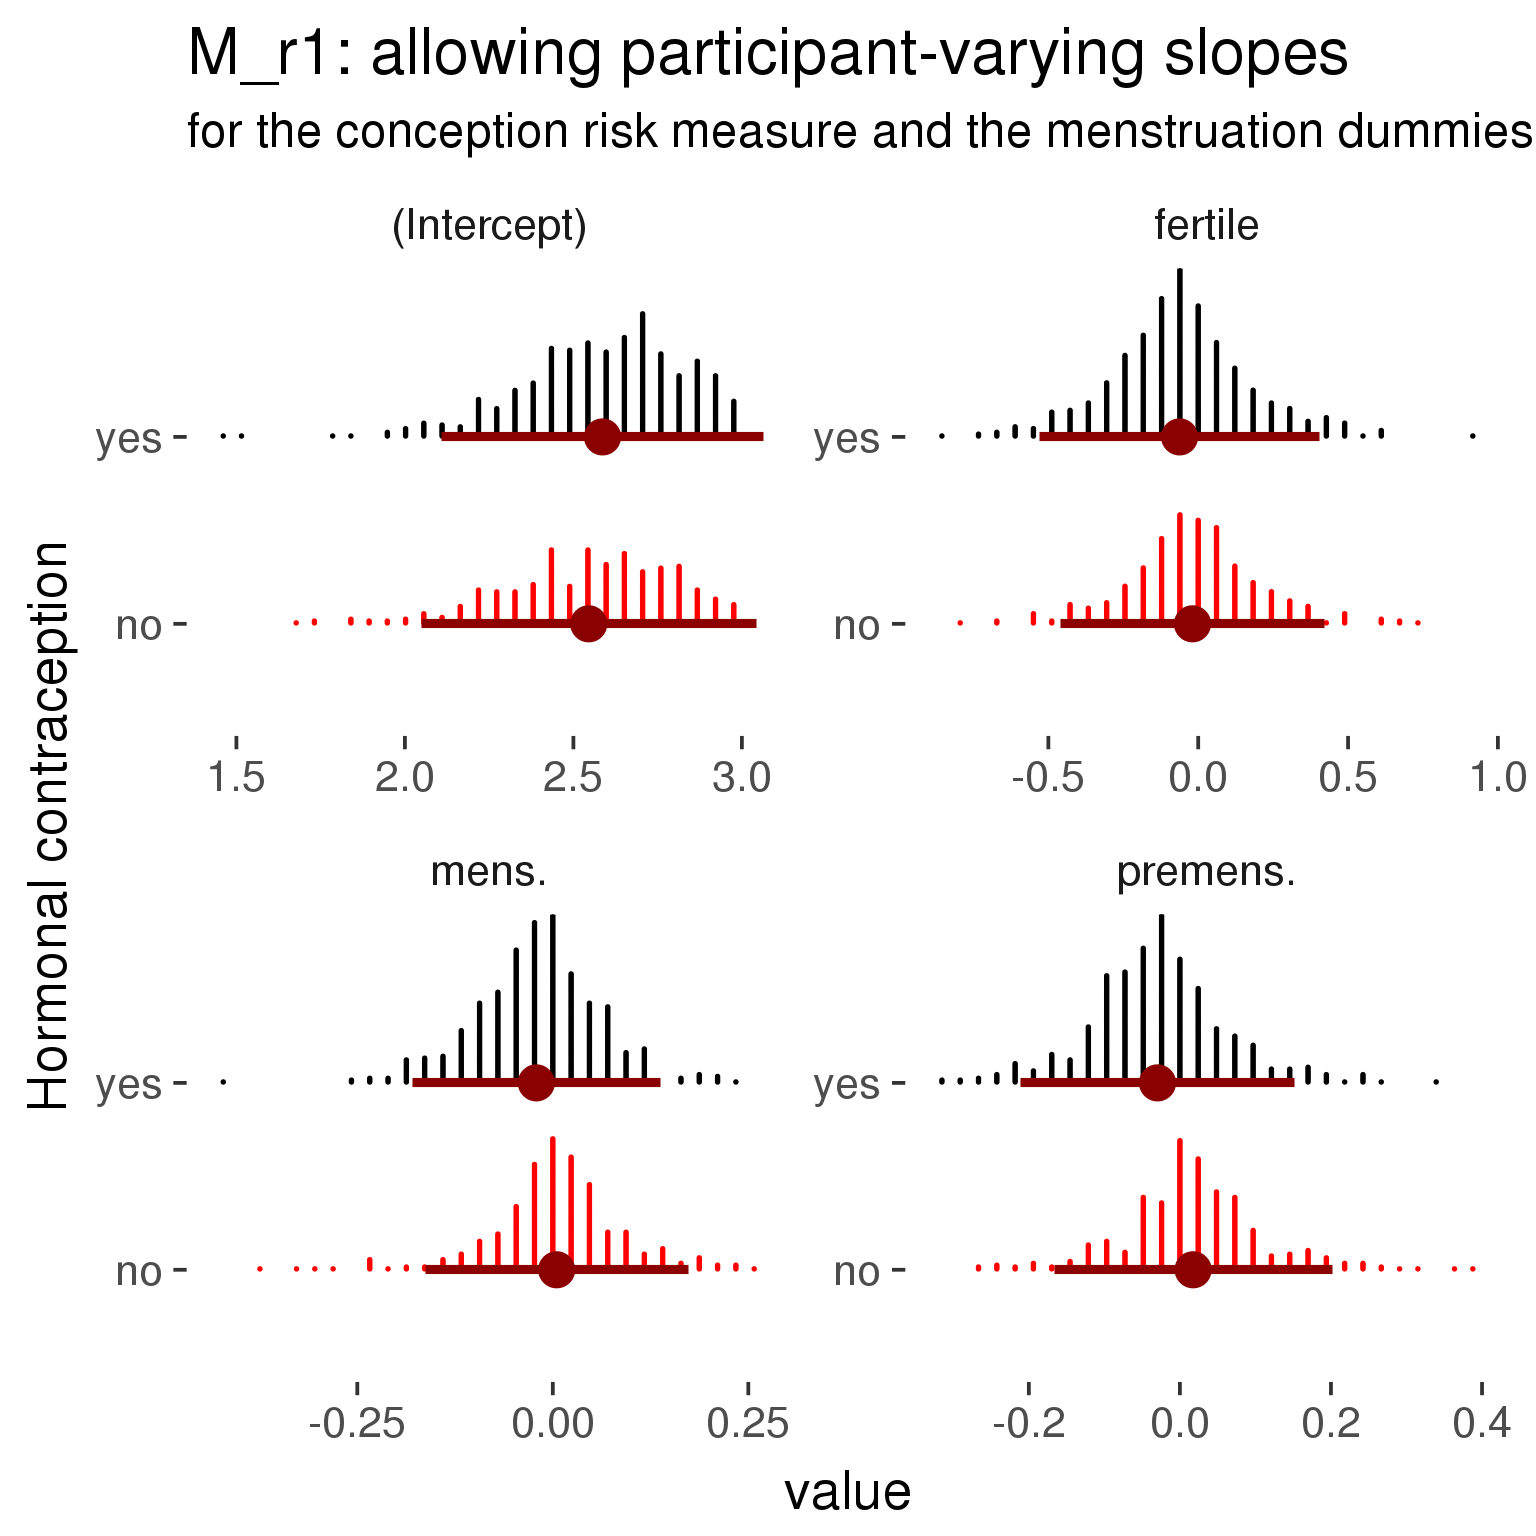 M_r1: allowing participant-varying slopes
for the conception risk measure and the menstruation dummies
(Intercept)
fertile
yes
no
yes
no
1.5 2.0 2.5 3.0
-0.5 0.0 0.5 1.0
Hormonal contraception
mens.
premens.
yes
no
yes
no
-0.25 0.00 0.25
-0.2 0.0 0.2 0.4
value